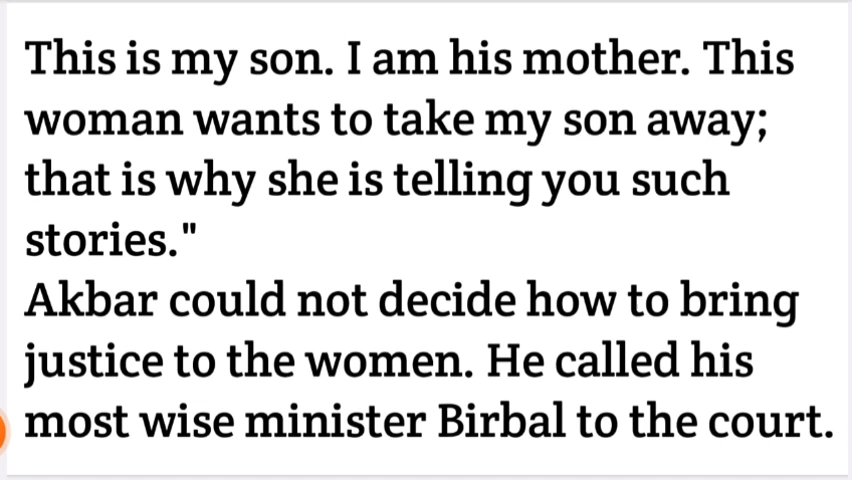 This is my son. I am his mother. This
woman wants to take my son away;
that is why she is telling you such
stories."
Akbar could not decide how to bring
justice to the women. He called his
most wise minister Birbal to the court.